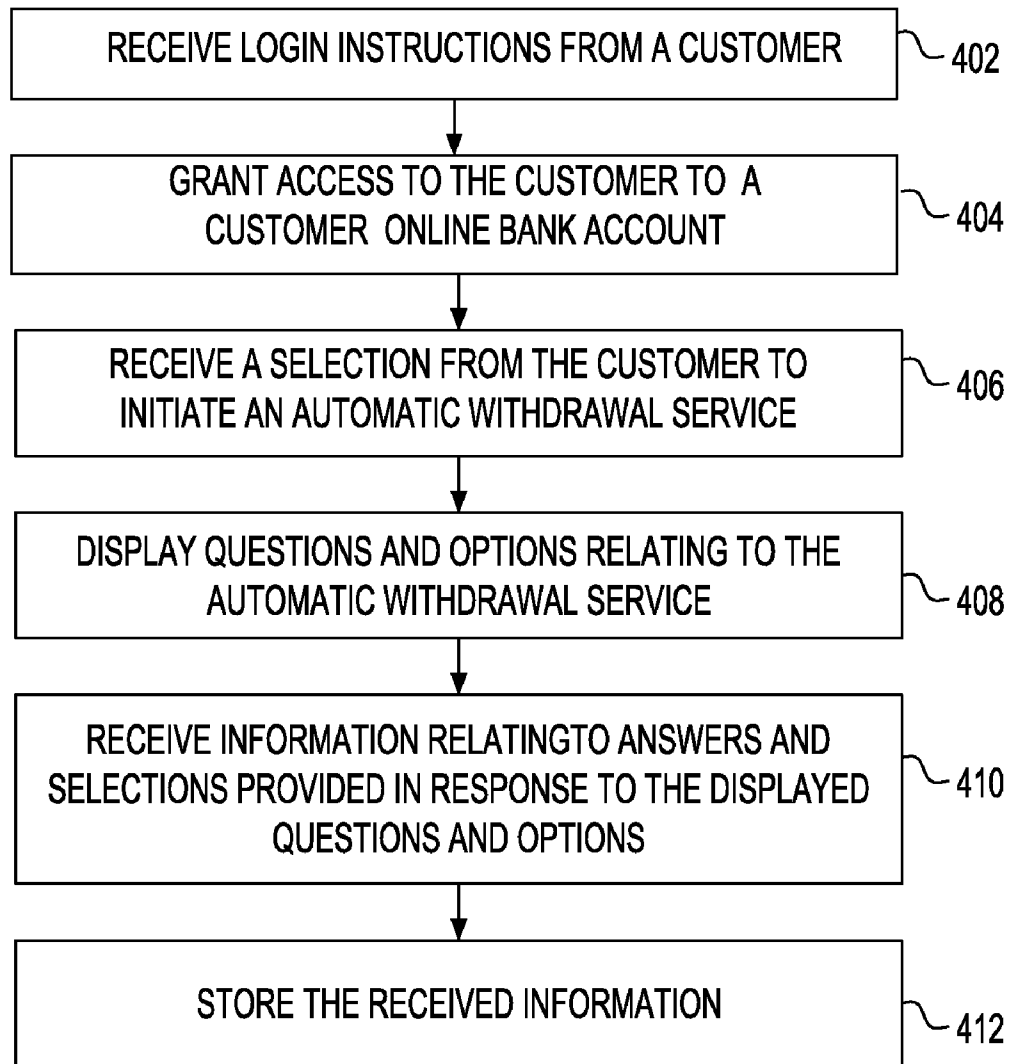 RECEIVE LOGIN INSTRUCTIONS FROM A CUSTOMER
402
GRANT ACCESS TO THE CUSTOMER TO A
CUSTOMER ONLINE BANK ACCOUNT
404
RECEIVE A SELECTION FROM THE CUSTOMER TO
INITIATE AN AUTOMATIC WITHDRAWAL SERVICE
406
DISPLAY QUESTIONS AND OPTIONS RELATING TO THE
AUTOMATIC WITHDRAWAL SERVICE
408
RECEIVE INFORMATION RELATINGTO ANSWERS AND
SELECTIONS PROVIDED IN RESPONSE TO THE DISPLAYED
QUESTIONS AND OPTIONS
410
STORE THE RECEIVED INFORMATION
412